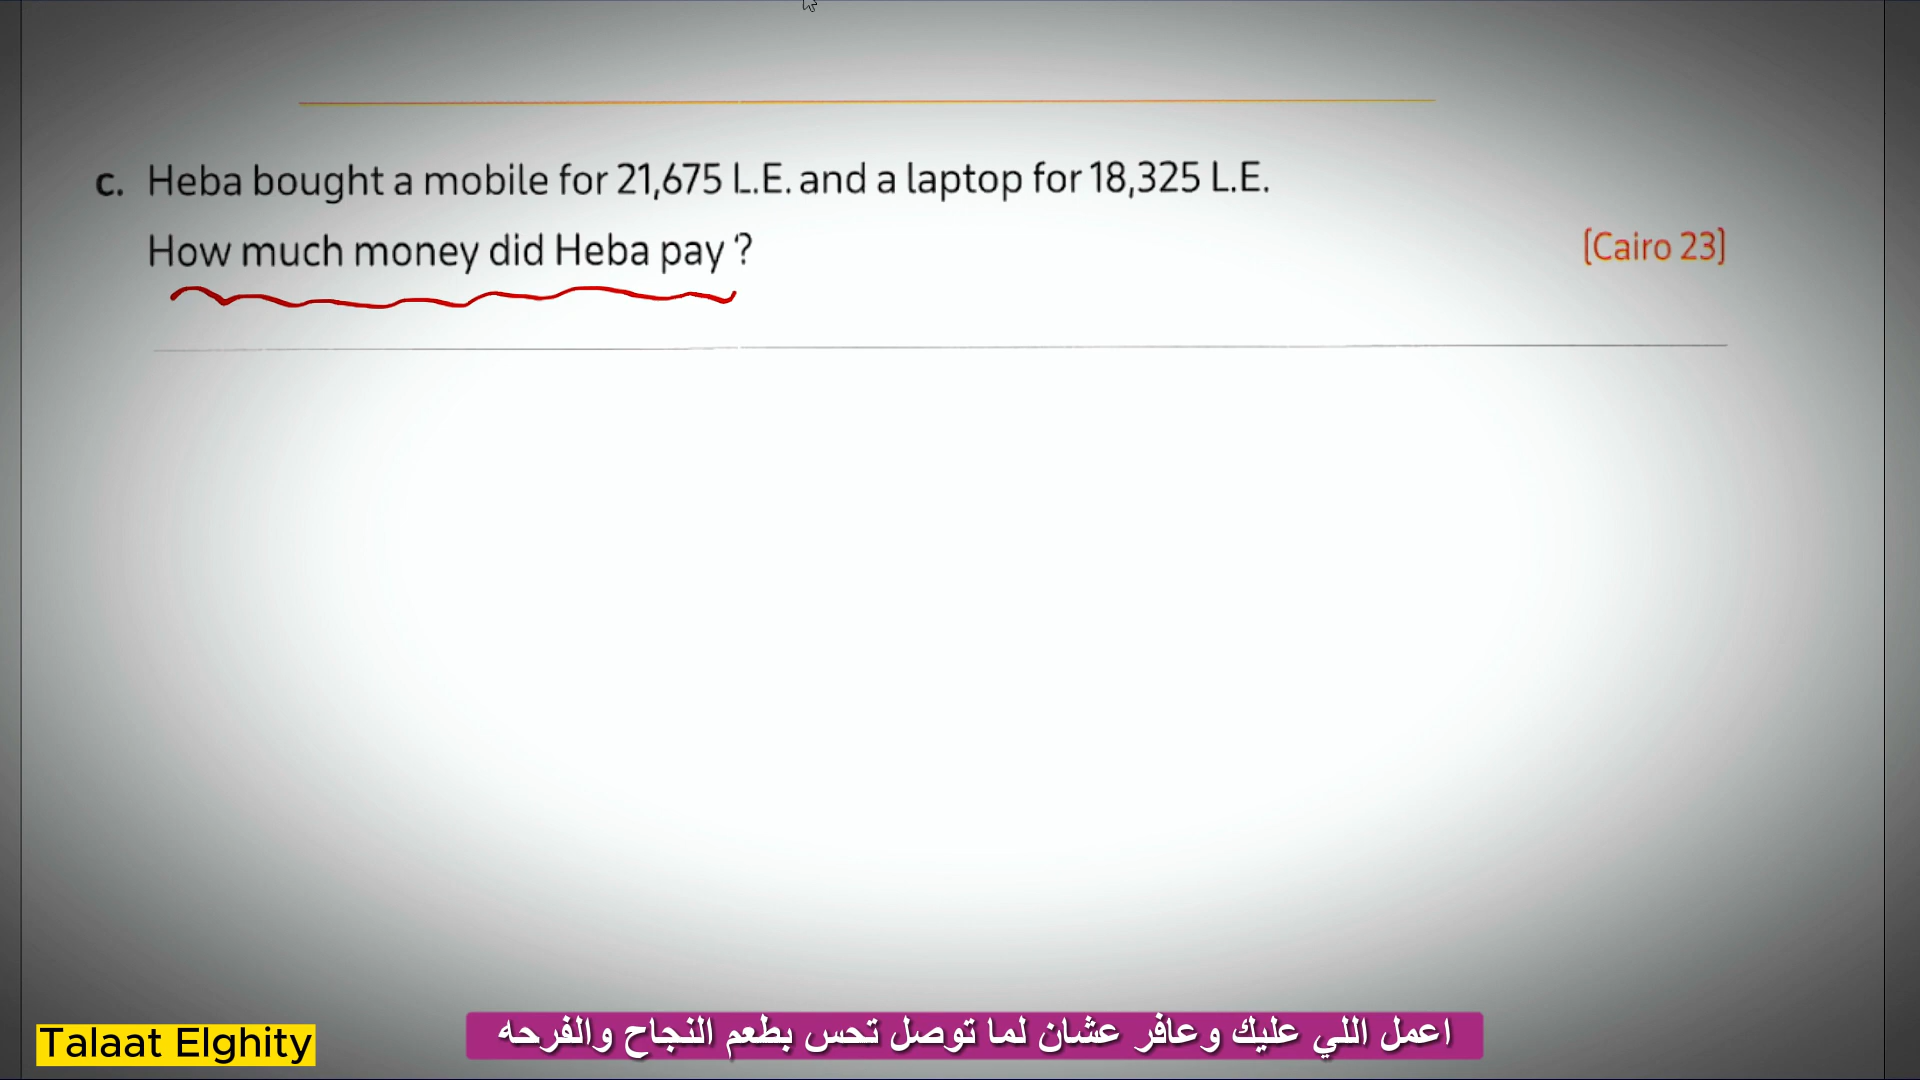 c. Heba bought a mobile for 21,675 L.E. and a laptop for 18,325 L.E.
How much money did Heba pay ?
[Cairo 23]
Talaat Elghity
اعمل اللي عليك وعافر عشان لما توصل تحس بطعم النجاح والفرحه